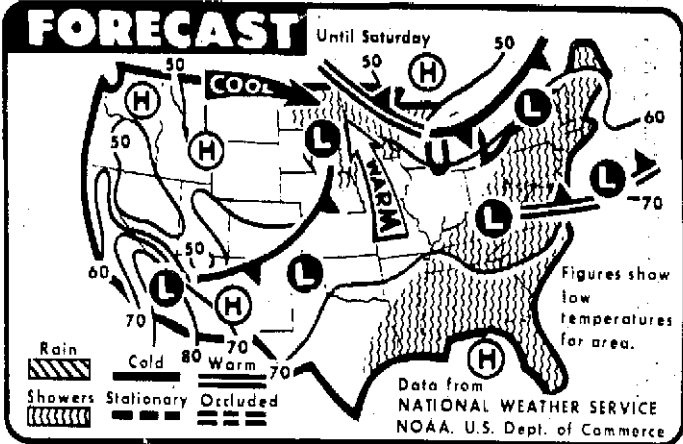 FORECAST
Until Saturday
50
50
50
H
COOL
H
L
60
50
H
L
WARM
L
70
L
50
60
L
L
H
70
80
70
70
Figures show
low
temperatures
for area.
H
Rain
Cold
Warm
Showers
Stationary
Occluded
Data from
NATIONAL WEATHER SERVICE
NOAA, U.S. Dept. of Commerce